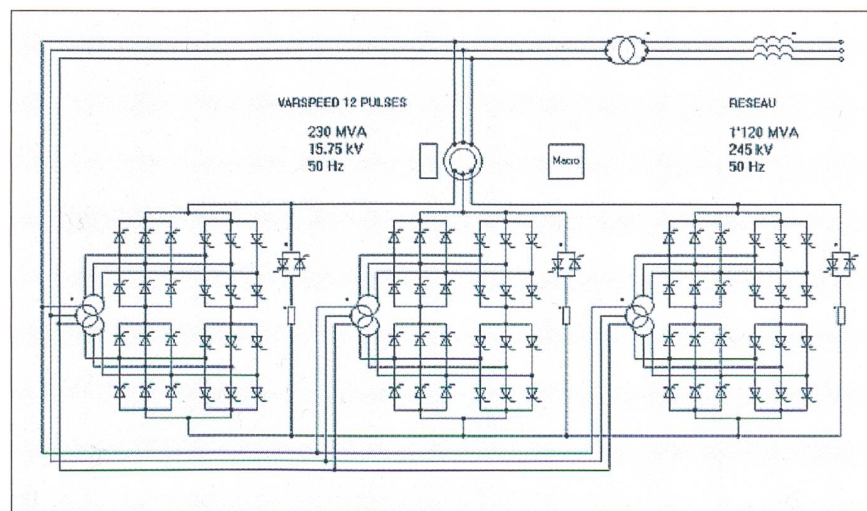 VARSPEED 12 PULSES
230 MVA
15.75 kV
50 Hz
Macro
RESEAU
1'120 MVA
245 kV
50 Hz